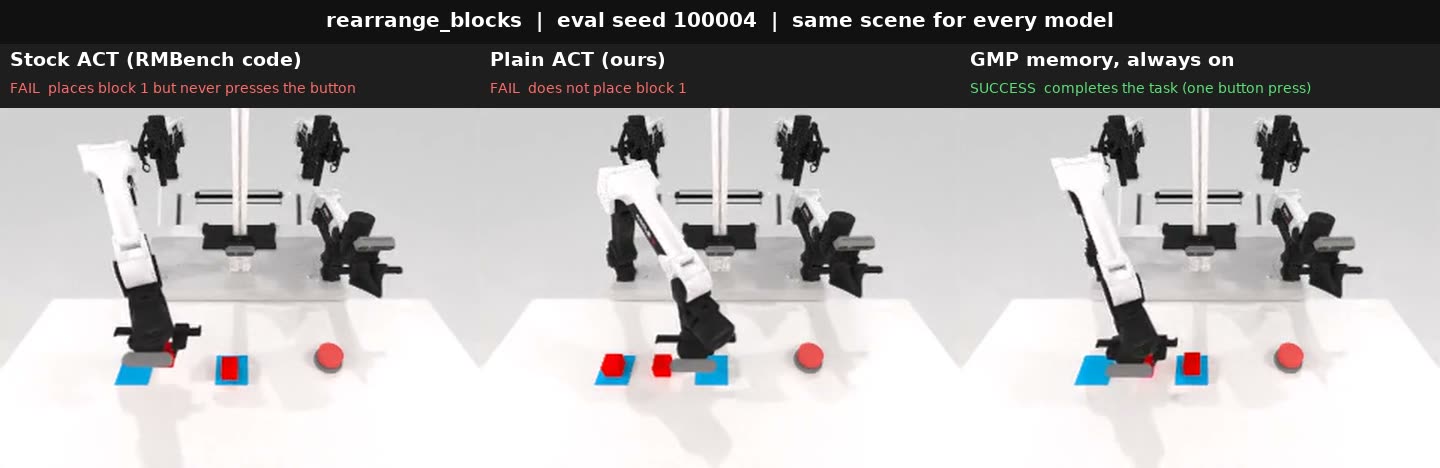 rearrange_blocks | eval seed 100004 | same scene for every model
Stock ACT (RMBench code)
FAIL places block 1 but never presses the button
Plain ACT (ours)
FAIL does not place block 1
GMP memory, always on
SUCCESS completes the task (one button press)